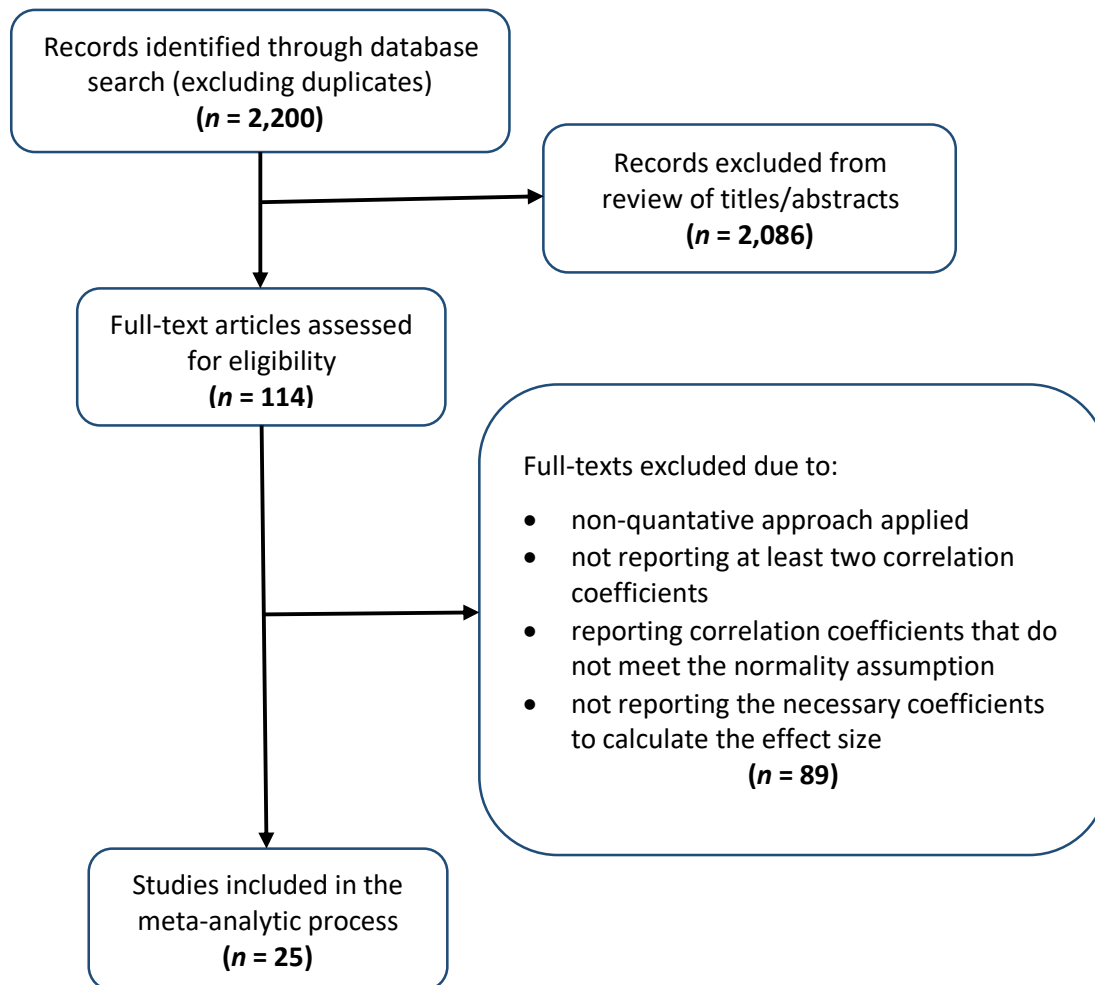 Records identified through database
search (excluding duplicates)
(n = 2,200)
Records excluded from
review of titles/abstracts
(n = 2,086)
Full-text articles assessed
for eligibility
(n = 114)
Full-texts excluded due to:
• non-quantative approach applied
• not reporting at least two correlation
coefficients
• reporting correlation coefficients that do
not meet the normality assumption
• not reporting the necessary coefficients
to calculate the effect size
(n = 89)
Studies included in the
meta-analytic process
(n = 25)